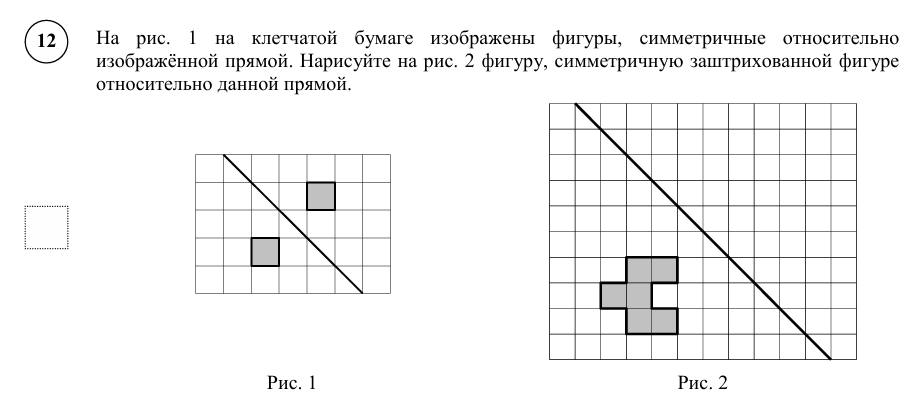 12
На рис. 1 на клетчатой бумаге изображены фигуры, симметричные относительно
изображённой прямой. Нарисуйте на рис. 2 фигуру, симметричную заштрихованной фигуре
относительно данной прямой.
Рис. 1
Рис. 2